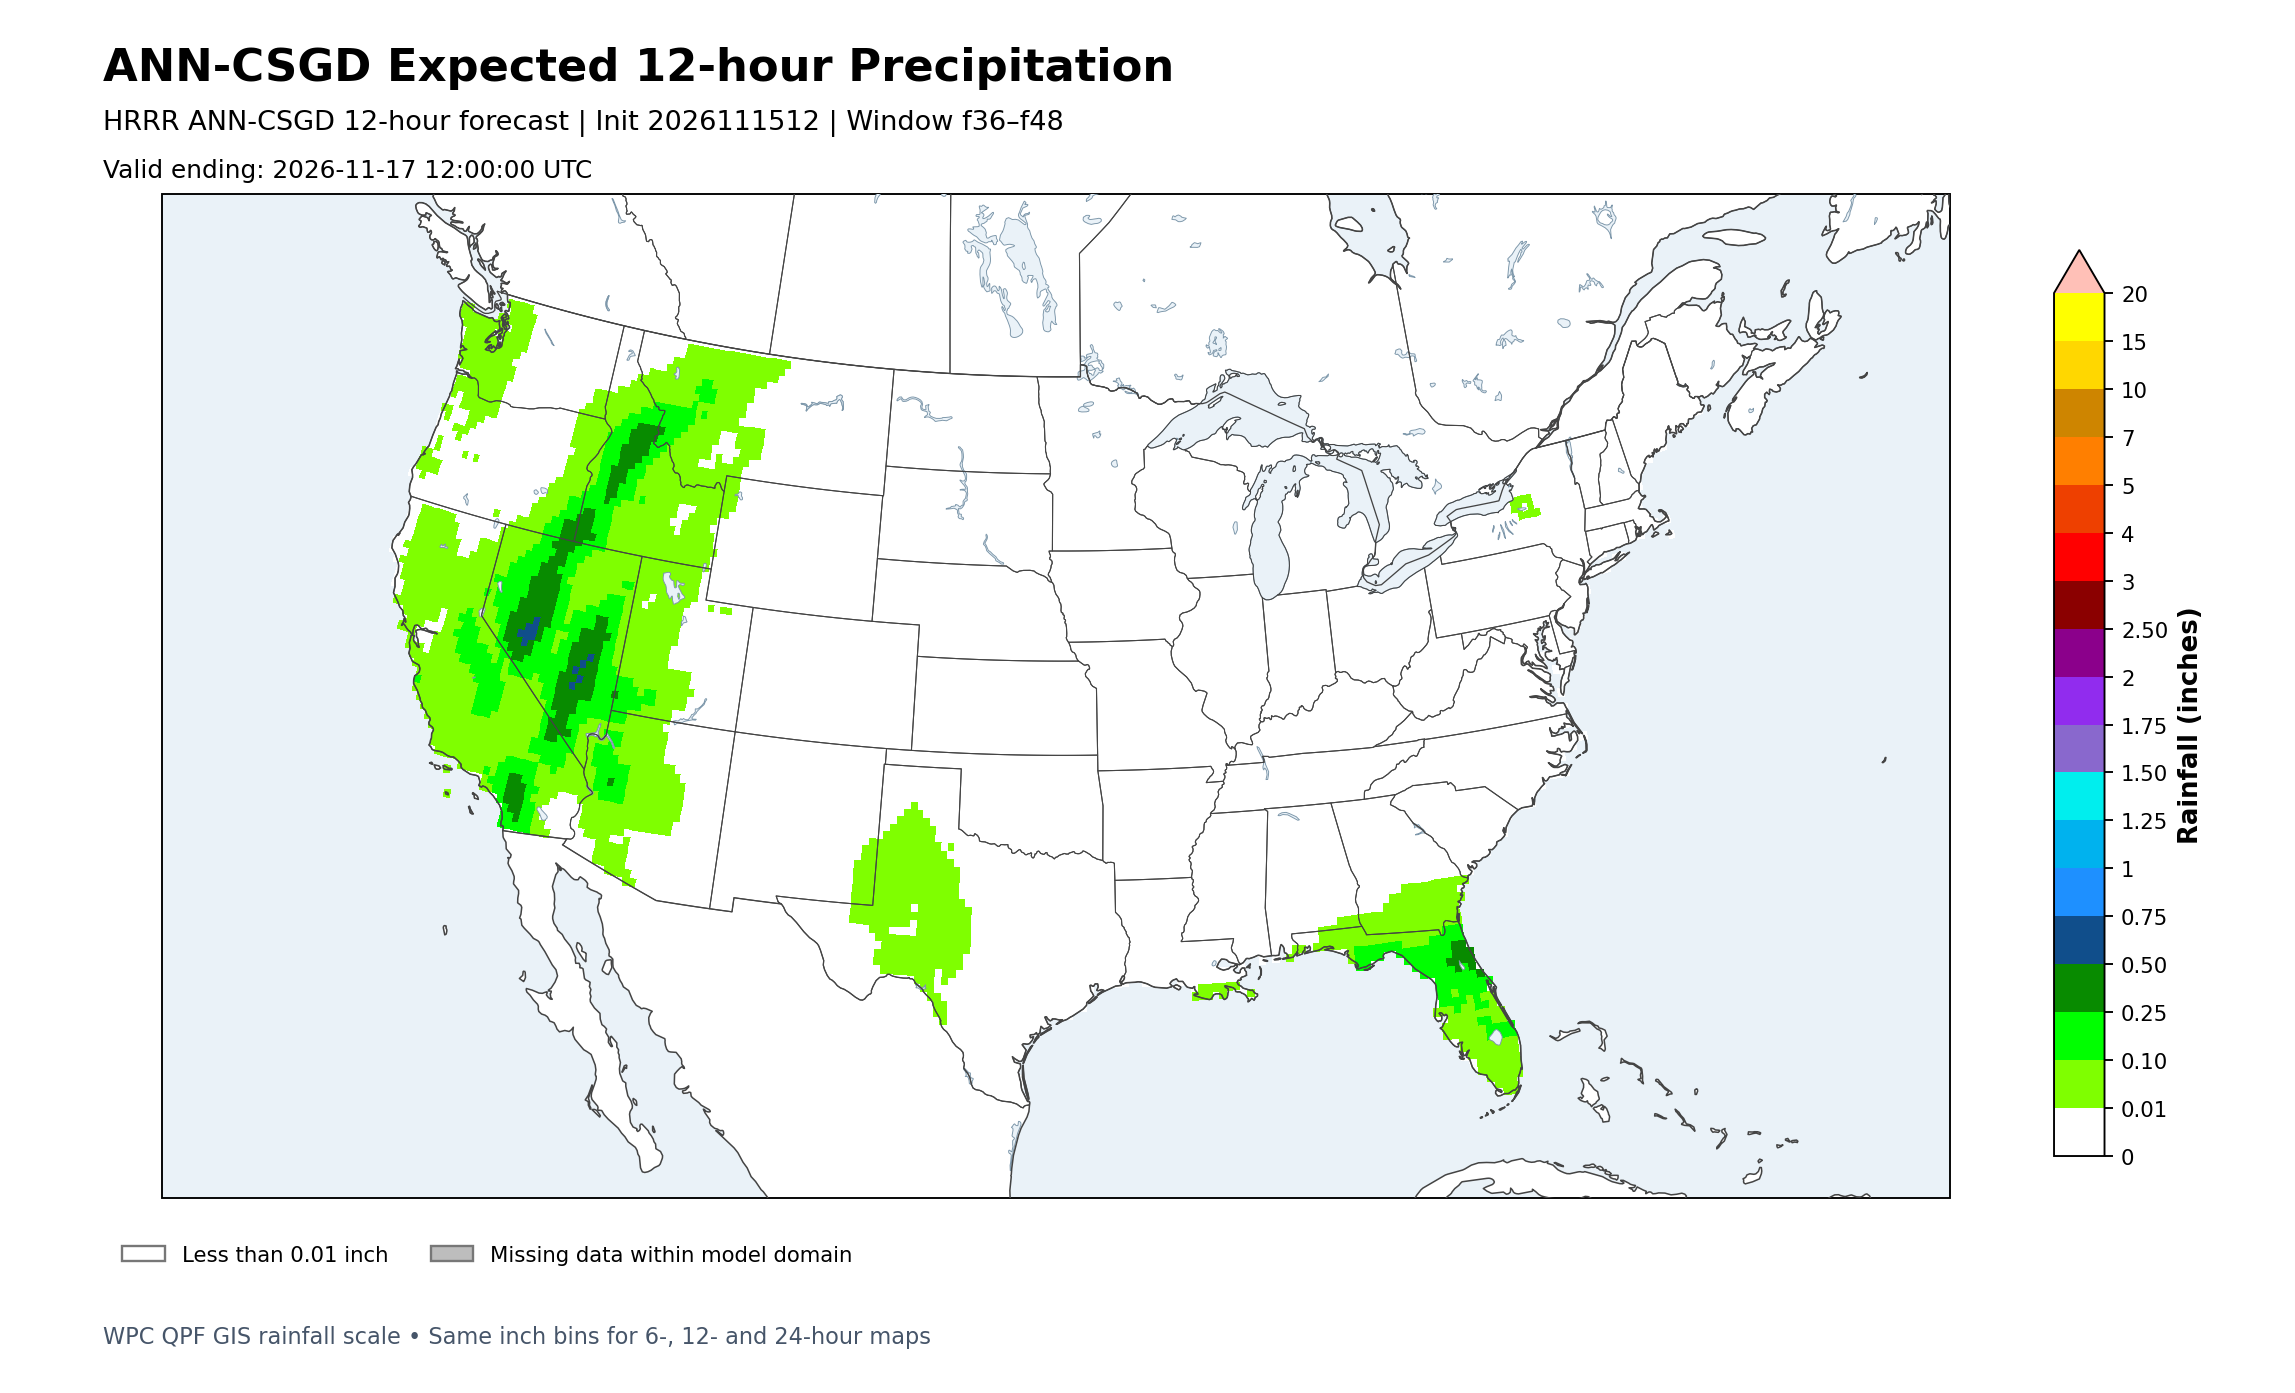 ANN-CSGD Expected 12-hour Precipitation
HRRR ANN-CSGD 12-hour forecast | Init 2026111512 | Window f36–f48
Valid ending: 2026-11-17 12:00:00 UTC
20
15
10
7
5
4
3
2.50
2
1.75
1.50
1.25
1
0.75
0.50
0.25
0.10
0.01
0
Rainfall (inches)
Less than 0.01 inch
Missing data within model domain
WPC QPF GIS rainfall scale • Same inch bins for 6-, 12- and 24-hour maps